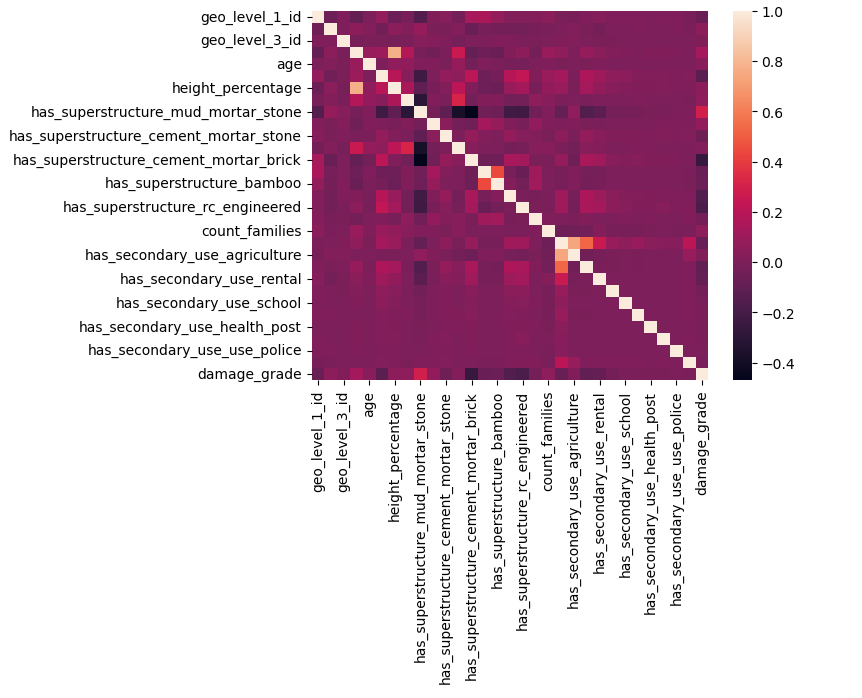 geo_level_1_id
geo_level_3_id
age
height_percentage
has_superstructure_mud_mortar_stone
has_superstructure_cement_mortar_stone
has_superstructure_cement_mortar_brick
has_superstructure_bamboo
has_superstructure_rc_engineered
count_families
has_secondary_use_agriculture
has_secondary_use_rental
has_secondary_use_school
has_secondary_use_health_post
has_secondary_use_use_police
damage_grade
geo_level_1_id
geo_level_3_id
age
height_percentage
has_superstructure_mud_mortar_stone
has_superstructure_cement_mortar_stone
has_superstructure_cement_mortar_brick
has_superstructure_bamboo
has_superstructure_rc_engineered
count_families
has_secondary_use_agriculture
has_secondary_use_rental
has_secondary_use_school
has_secondary_use_health_post
has_secondary_use_use_police
damage_grade
1.0
0.8
0.6
0.4
0.2
0.0
−0.2
−0.4